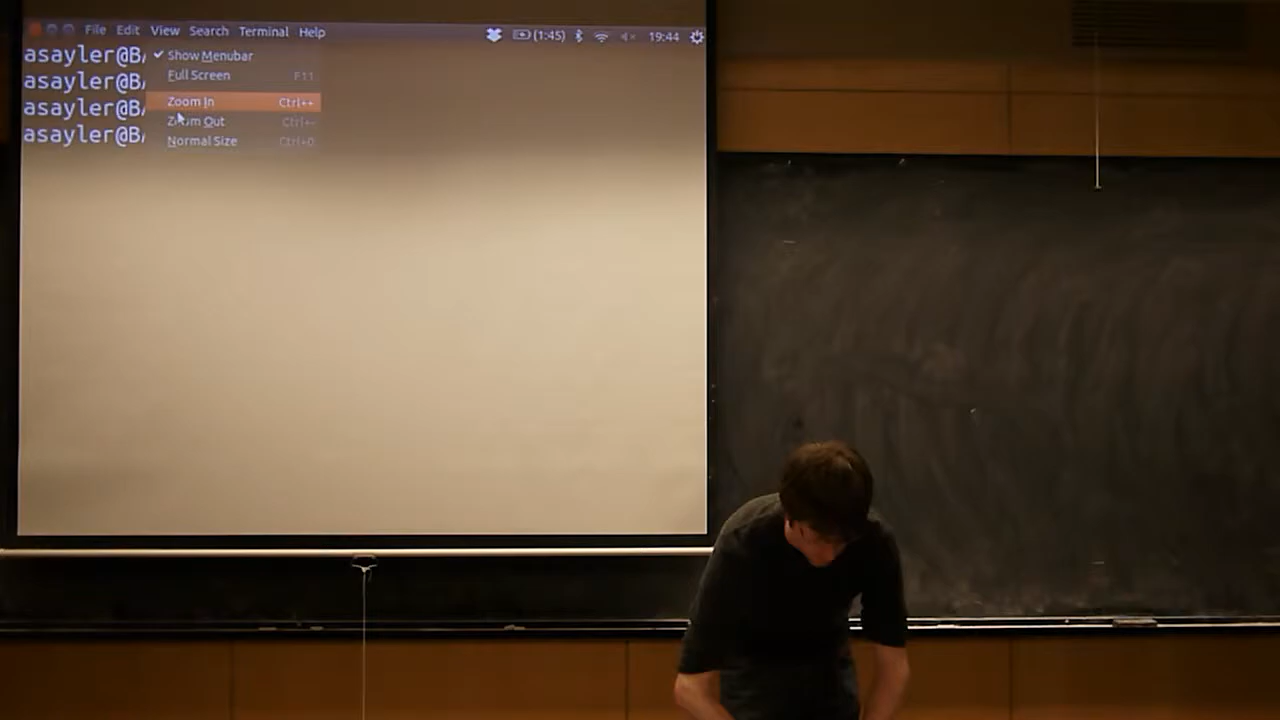 File Edit View Search Terminal Help (1:45) 19:44
asayler@B
Show Menubar
asayler@B
Full Screen F11
asayler@B
Zoom In Ctrl++
Zoom Out Ctrl+-
asayler@B
Normal Size Ctrl+0